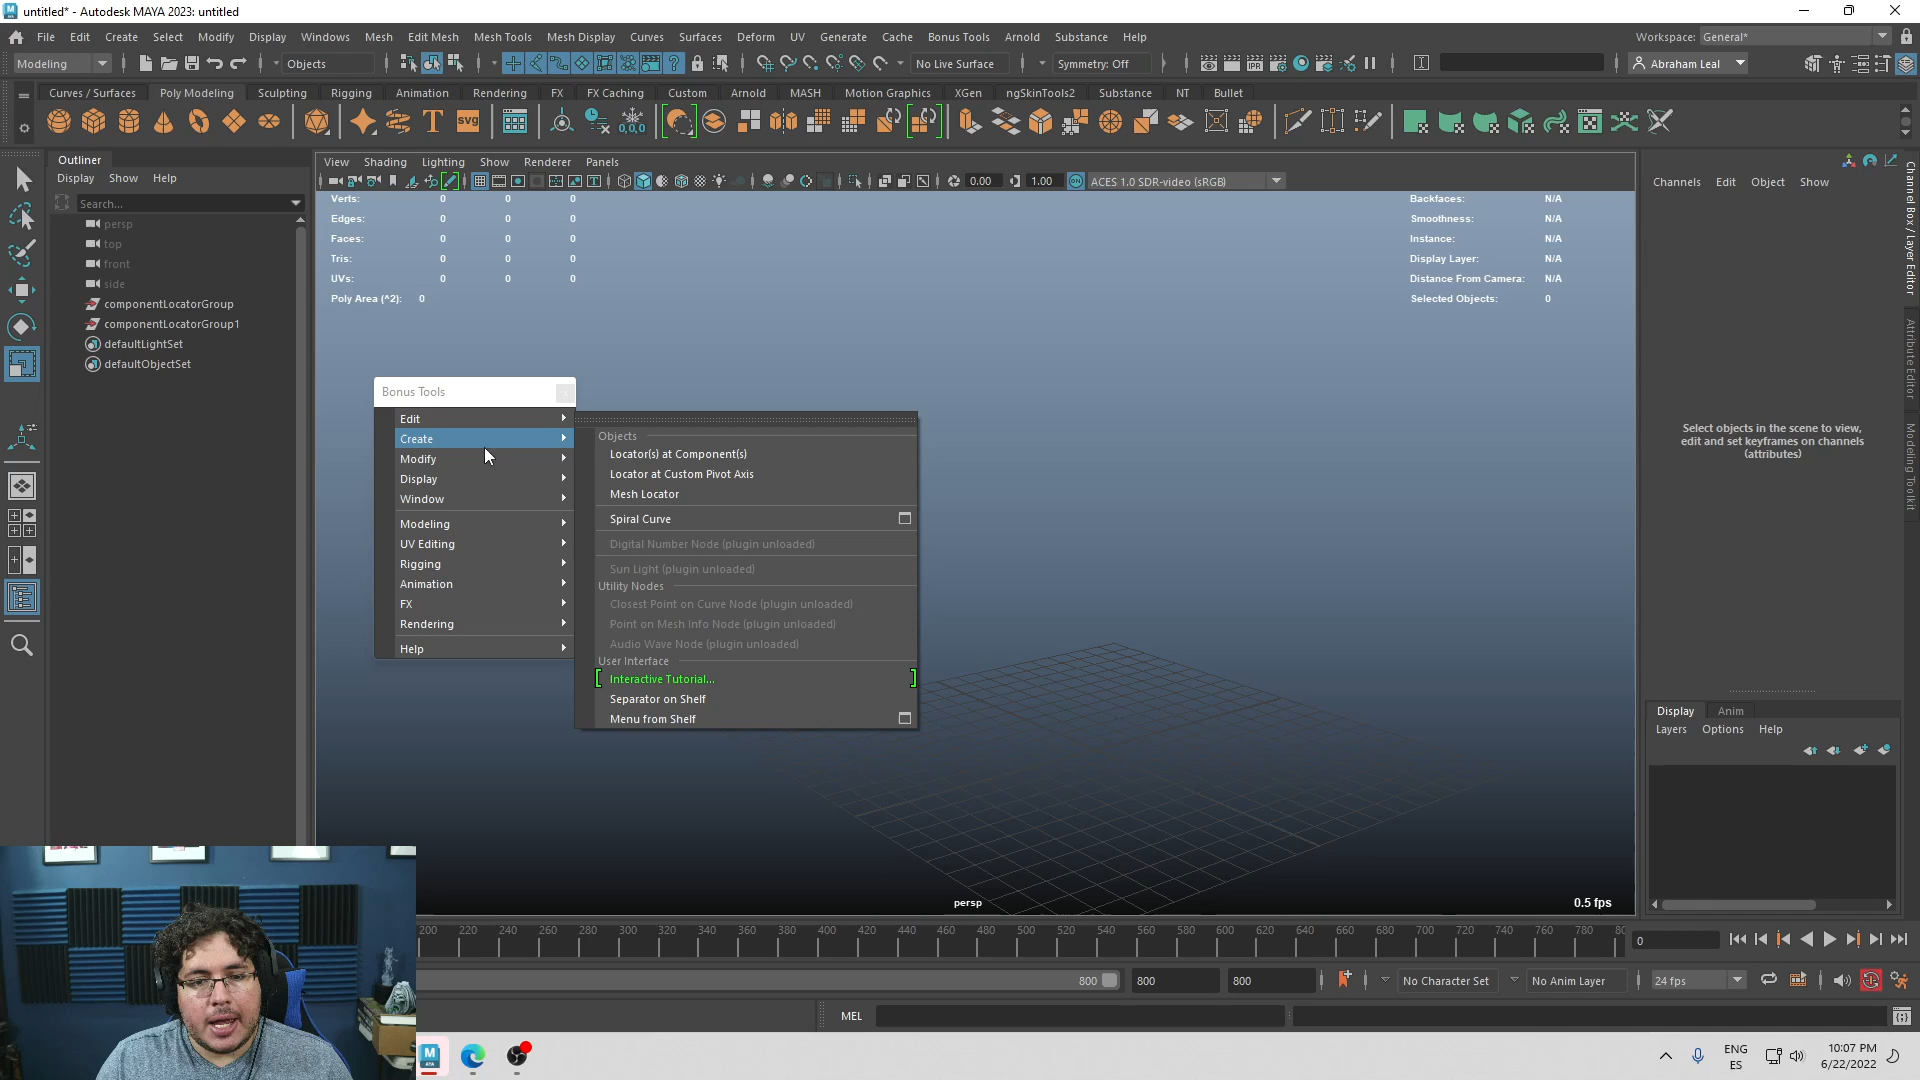 untitled* - Autodesk MAYA 2023: untitled
File Edit Create Select Modify Display Windows Mesh Edit Mesh Mesh Tools Mesh Display Curves Surfaces Deform UV Generate Cache Bonus Tools Arnold Substance Help Workspace: General*
Modeling Objects No Live Surface Symmetry: Off Abraham Leal
Curves / Surfaces Poly Modeling Sculpting Rigging Animation Rendering FX FX Caching Custom Arnold MASH Motion Graphics XGen ngSkinTools2 Substance NT Bullet
Outliner
Display Show Help
Search...
persp
top
front
side
componentLocatorGroup
componentLocatorGroup1
defaultLightSet
defaultObjectSet
View Shading Lighting Show Renderer Panels
0.00 1.00 ACES 1.0 SDR-video (sRGB)
Verts: 0 0 0
Edges: 0 0 0
Faces: 0 0 0
Tris: 0 0 0
UVs: 0 0 0
Poly Area (^2): 0
Backfaces: N/A
Smoothness: N/A
Instance: N/A
Display Layer: N/A
Distance From Camera: N/A
Selected Objects: 0
Bonus Tools
Edit
Create
Modify
Display
Window
Modeling
UV Editing
Rigging
Animation
FX
Rendering
Help
Objects
Locator(s) at Component(s)
Locator at Custom Pivot Axis
Mesh Locator
Spiral Curve
Digital Number Node (plugin unloaded)
Sun Light (plugin unloaded)
Utility Nodes
Closest Point on Curve Node (plugin unloaded)
Point on Mesh Info Node (plugin unloaded)
Audio Wave Node (plugin unloaded)
User Interface
Interactive Tutorial...
Separator on Shelf
Menu from Shelf
persp
0.5 fps
Channels Edit Object Show
Select objects in the scene to view,
edit and set keyframes on channels
(attributes)
Channel Box / Layer Editor
Attribute Editor
Modeling Toolkit
Display Anim
Layers Options Help
200 220 240 260 280 300 320 340 360 380 400 420 440 460 480 500 520 540 560 580 600 620 640 660 680 700 720 740 760 780 80
0
800 800 800 No Character Set No Anim Layer 24 fps
MEL
ENG
ES
10:07 PM
6/22/2022